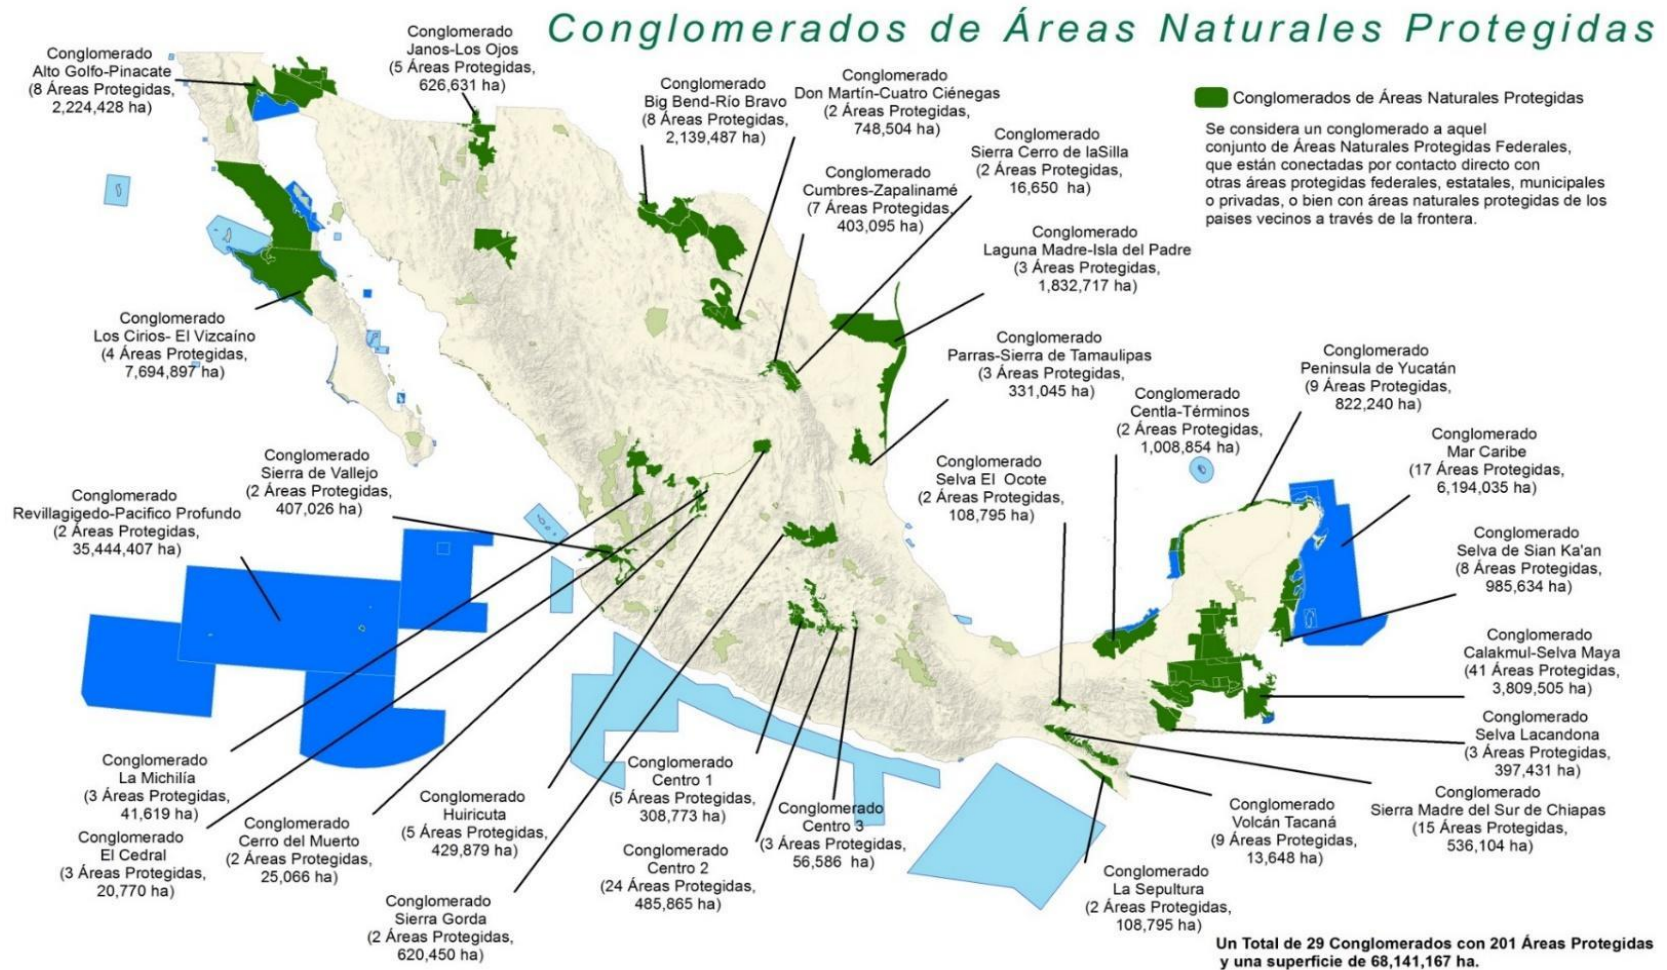 Conglomerados de Áreas Naturales Protegidas
Conglomerado
Alto Golfo-Pinacate
(8 Áreas Protegidas,
2,224,428 ha)
Conglomerado
Janos-Los Ojos
(5 Áreas Protegidas,
626,631 ha)
Conglomerado
Big Bend-Río Bravo
(8 Áreas Protegidas,
2,139,487 ha)
Conglomerado
Don Martín-Cuatro Ciénegas
(2 Áreas Protegidas,
748,504 ha)
Conglomerado
Sierra Cerro de laSilla
(2 Áreas Protegidas,
16,650 ha)
Conglomerado
Cumbres-Zapalinamé
(7 Áreas Protegidas,
403,095 ha)
Conglomerado
Laguna Madre-Isla del Padre
(3 Áreas Protegidas,
1,832,717 ha)
Conglomerados de Áreas Naturales Protegidas
Se considera un conglomerado a aquel
conjunto de Áreas Naturales Protegidas Federales,
que están conectadas por contacto directo con
otras áreas protegidas federales, estatales, municipales
o privadas, o bien con áreas naturales protegidas de los
paises vecinos a través de la frontera.
Conglomerado
Los Cirios- El Vizcaíno
(4 Áreas Protegidas,
7,694,897 ha)
Conglomerado
Parras-Sierra de Tamaulipas
(3 Áreas Protegidas,
331,045 ha)
Conglomerado
Peninsula de Yucatán
(9 Áreas Protegidas,
822,240 ha)
Conglomerado
Centla-Términos
(2 Áreas Protegidas,
1,008,854 ha)
Conglomerado
Mar Caribe
(17 Áreas Protegidas,
6,194,035 ha)
Conglomerado
Sierra de Vallejo
(2 Áreas Protegidas,
407,026 ha)
Conglomerado
Selva El Ocote
(2 Áreas Protegidas,
108,795 ha)
Conglomerado
Revillagigedo-Pacifico Profundo
(2 Áreas Protegidas,
35,444,407 ha)
Conglomerado
Selva de Sian Ka'an
(8 Áreas Protegidas,
985,634 ha)
Conglomerado
Calakmul-Selva Maya
(41 Áreas Protegidas,
3,809,505 ha)
Conglomerado
Selva Lacandona
(3 Áreas Protegidas,
397,431 ha)
Conglomerado
La Michilía
(3 Áreas Protegidas,
41,619 ha)
Conglomerado
El Cedral
(3 Áreas Protegidas,
20,770 ha)
Conglomerado
Cerro del Muerto
(2 Áreas Protegidas,
25,066 ha)
Conglomerado
Huiricuta
(5 Áreas Protegidas,
429,879 ha)
Conglomerado
Sierra Gorda
(2 Áreas Protegidas,
620,450 ha)
Conglomerado
Centro 1
(5 Áreas Protegidas,
308,773 ha)
Conglomerado
Centro 2
(24 Áreas Protegidas,
485,865 ha)
Conglomerado
Centro 3
(3 Áreas Protegidas,
56,586 ha)
Conglomerado
Sierra Madre del Sur de Chiapas
(15 Áreas Protegidas,
536,104 ha)
Conglomerado
Volcán Tacaná
(9 Áreas Protegidas,
13,648 ha)
Conglomerado
La Sepultura
(2 Áreas Protegidas,
108,795 ha)
Un Total de 29 Conglomerados con 201 Áreas Protegidas
y una superficie de 68,141,167 ha.